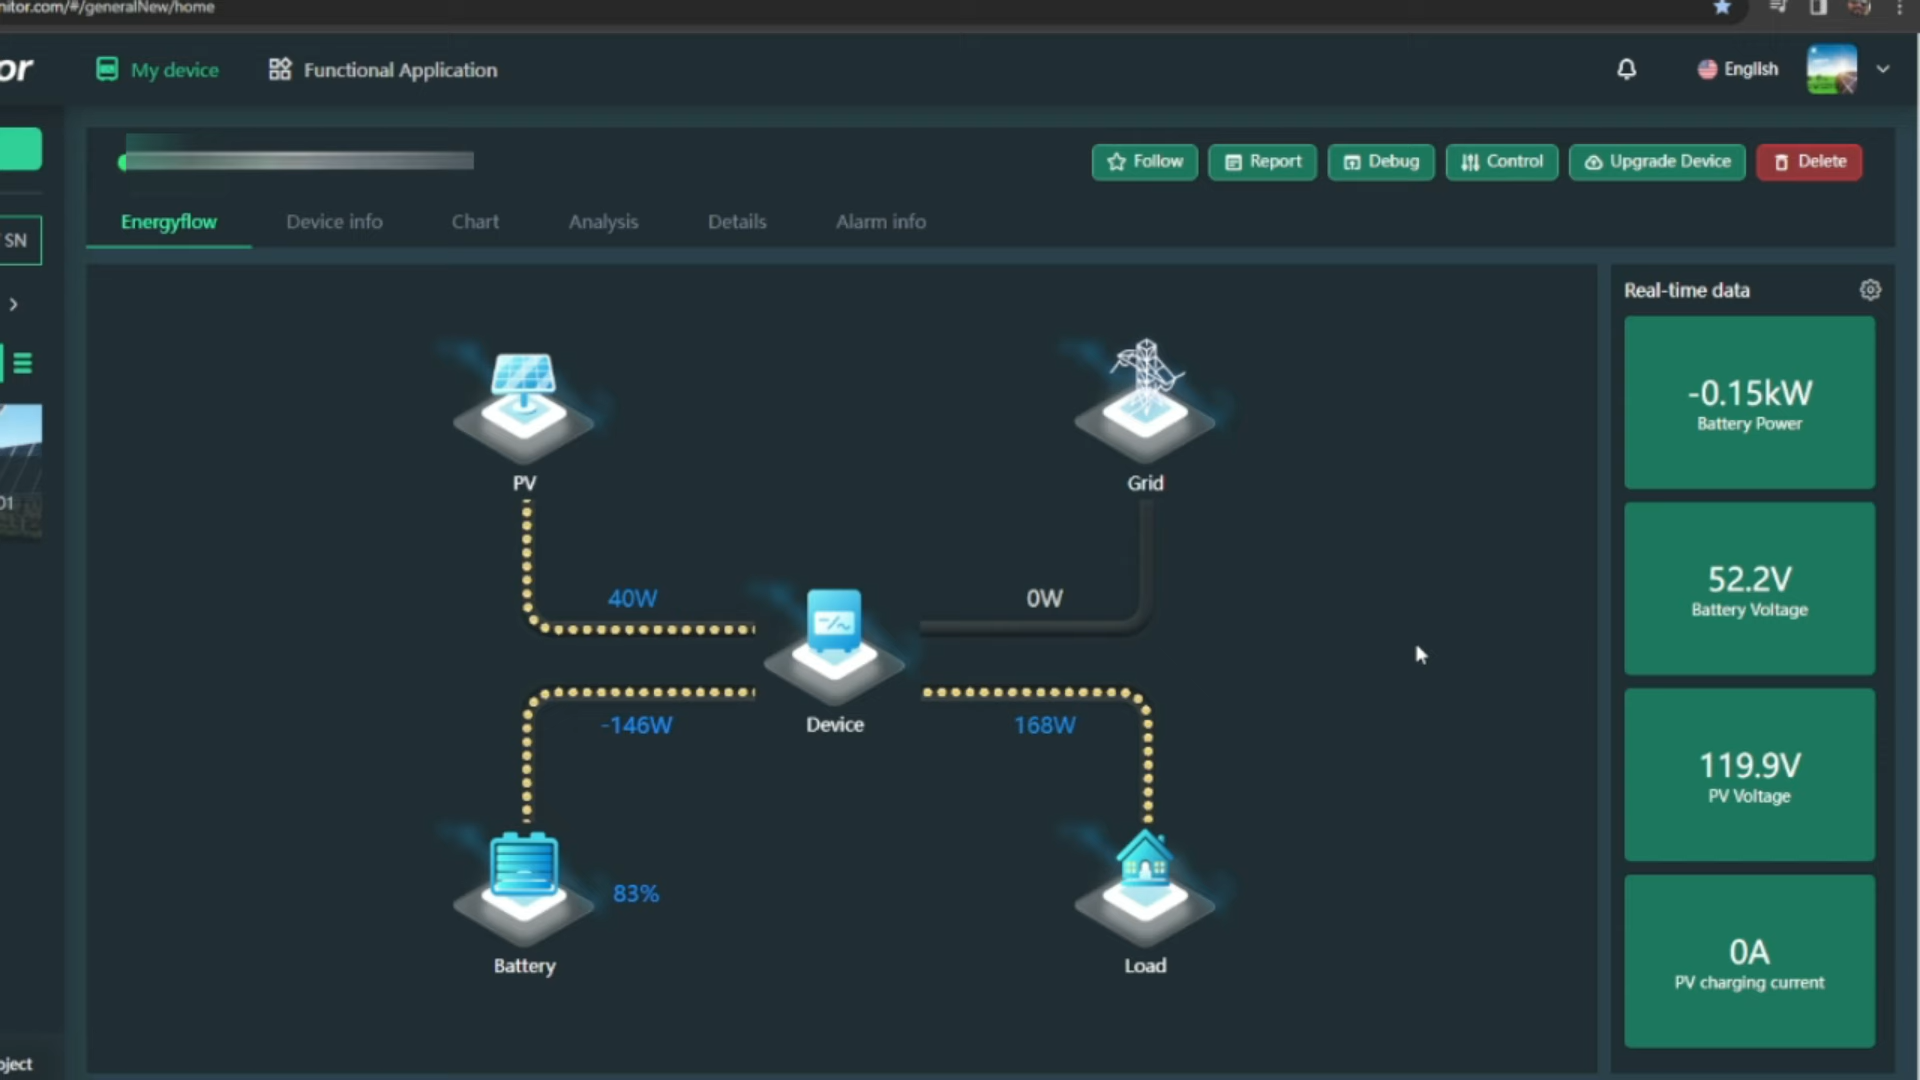 nitor.com/#/generalNew/home
or
My device
Functional Application
English
Follow
Report
Debug
Control
Upgrade Device
Delete
SN
Energyflow
Device info
Chart
Analysis
Details
Alarm info
Real-time data
-0.15kW
Battery Power
PV
Grid
01
52.2V
Battery Voltage
40W
0W
Device
-146W
168W
119.9V
PV Voltage
83%
Battery
Load
0A
PV charging current
oject